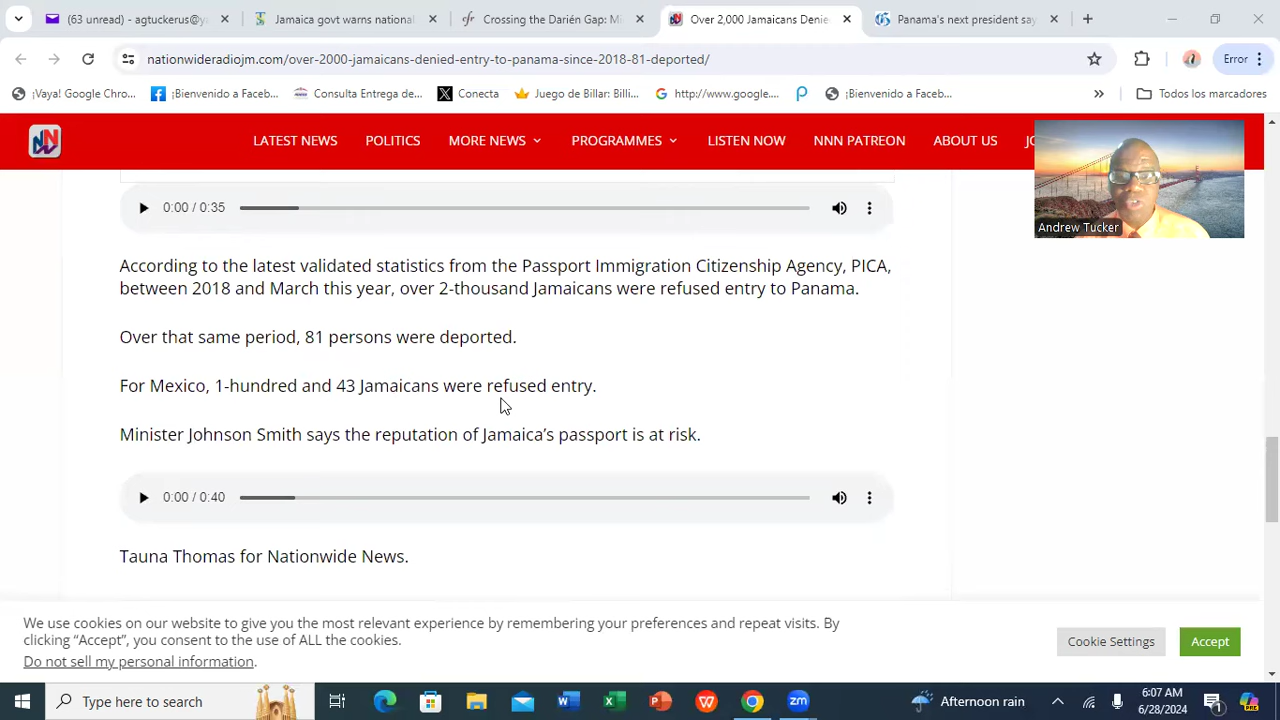 (63 unread) - agtuckerus@y
Jamaica govt warns national
Crossing the Darién Gap: Mi
Over 2,000 Jamaicans Denie
Panama's next president say
nationwideradiojm.com/over-2000-jamaicans-denied-entry-to-panama-since-2018-81-deported/
Error
¡Vaya! Google Chro...
¡Bienvenido a Faceb...
Consulta Entrega de...
Conecta
Juego de Billar: Billi...
http://www.google....
¡Bienvenido a Faceb...
»
Todos los marcadores
LATEST NEWS
POLITICS
MORE NEWS
PROGRAMMES
LISTEN NOW
NNN PATREON
ABOUT US
JO
Andrew Tucker
0:00 / 0:35
According to the latest validated statistics from the Passport Immigration Citizenship Agency, PICA,
between 2018 and March this year, over 2-thousand Jamaicans were refused entry to Panama.
Over that same period, 81 persons were deported.
For Mexico, 1-hundred and 43 Jamaicans were refused entry.
Minister Johnson Smith says the reputation of Jamaica's passport is at risk.
0:00 / 0:40
Tauna Thomas for Nationwide News.
We use cookies on our website to give you the most relevant experience by remembering your preferences and repeat visits. By
clicking “Accept”, you consent to the use of ALL the cookies.
Do not sell my personal information.
Cookie Settings
Accept
Type here to search
Afternoon rain
6:07 AM
6/28/2024